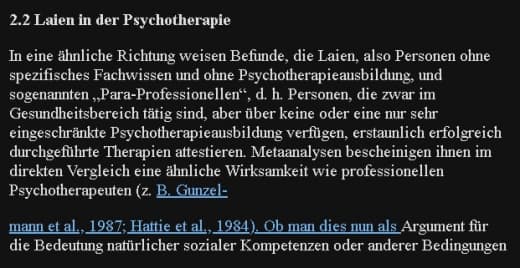 2.2 Laien in der Psychotherapie
In eine ähnliche Richtung weisen Befunde, die Laien, also Personen ohne
spezifisches Fachwissen und ohne Psychotherapieausbildung, und
sogenannten „Para-Professionellen“, d. h. Personen, die zwar im
Gesundheitsbereich tätig sind, aber über keine oder eine nur sehr
eingeschränkte Psychotherapieausbildung verfügen, erstaunlich erfolgreich
durchgeführte Therapien attestieren. Metaanalysen bescheinigen ihnen im
direkten Vergleich eine ähnliche Wirksamkeit wie professionellen
Psychotherapeuten (z. B. Gunzel-
mann et al., 1987; Hattie et al., 1984). Ob man dies nun als Argument für
die Bedeutung natürlicher sozialer Kompetenzen oder anderer Bedingungen